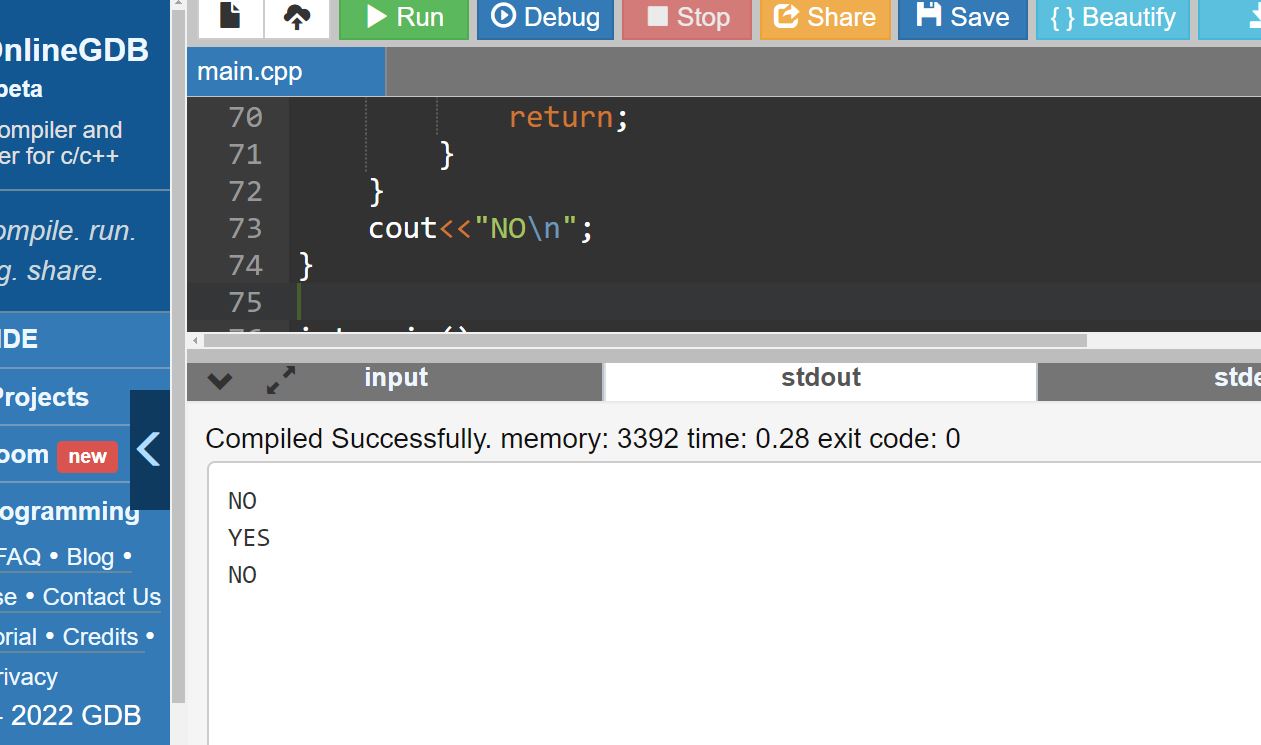 Run Debug Stop Share Save { } Beautify
nlineGDB
beta
main.cpp
ompiler and
er for c/c++
ompile. run.
g. share.
IDE
Projects
oom new
ogramming
FAQ • Blog •
se • Contact Us
orial • Credits •
rivacy
- 2022 GDB
70 return;
71 }
72 }
73 cout<<"NO\n";
74 }
75
input stdout stde
Compiled Successfully. memory: 3392 time: 0.28 exit code: 0
NO
YES
NO